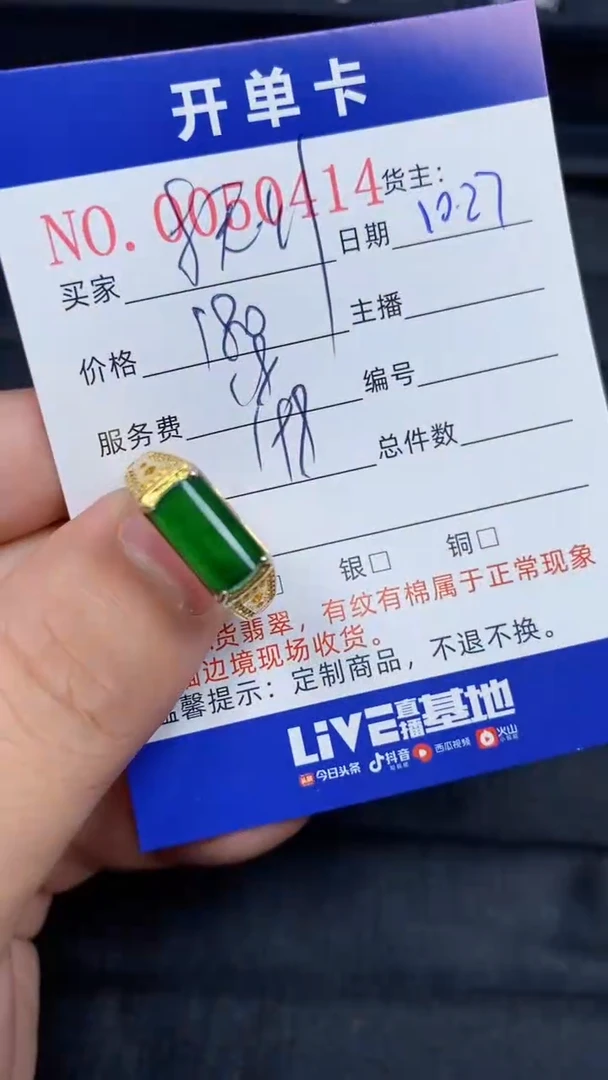 开单卡
NO. 0050414 货主：
买家 日期 10.27
价格 180 主播
服务费 编号
198 总件数
银□ 铜□
货翡翠，有纹有棉属于正常现象
边境现场收货。
温馨提示：定制商品，不退不换。
LiVE直播基地
今日头条 抖音 西瓜视频 火山